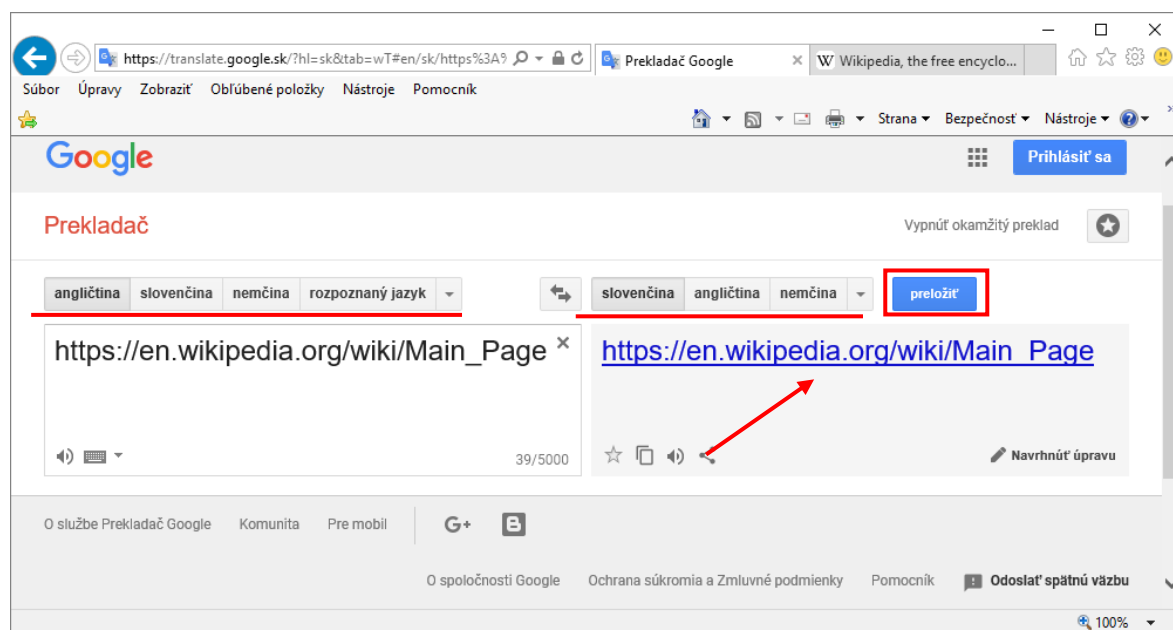 https://translate.google.sk/?hl=sk&tab=wT#en/sk/https%3A9
Prekladač Google
W Wikipedia, the free encyclo...
Súbor Úpravy Zobraziť Obľúbené položky Nástroje Pomocník
Strana Bezpečnosť Nástroje »
Google
Prihlásiť sa
Prekladač
Vypnúť okamžitý preklad
angličtina slovenčina nemčina rozpoznaný jazyk
slovenčina angličtina nemčina
preložiť
https://en.wikipedia.org/wiki/Main_Page
https://en.wikipedia.org/wiki/Main_Page
39/5000
Navrhnúť úpravu
O službe Prekladač Google Komunita Pre mobil G+
O spoločnosti Google Ochrana súkromia a Zmluvné podmienky Pomocník Odoslať spätnú väzbu
100%